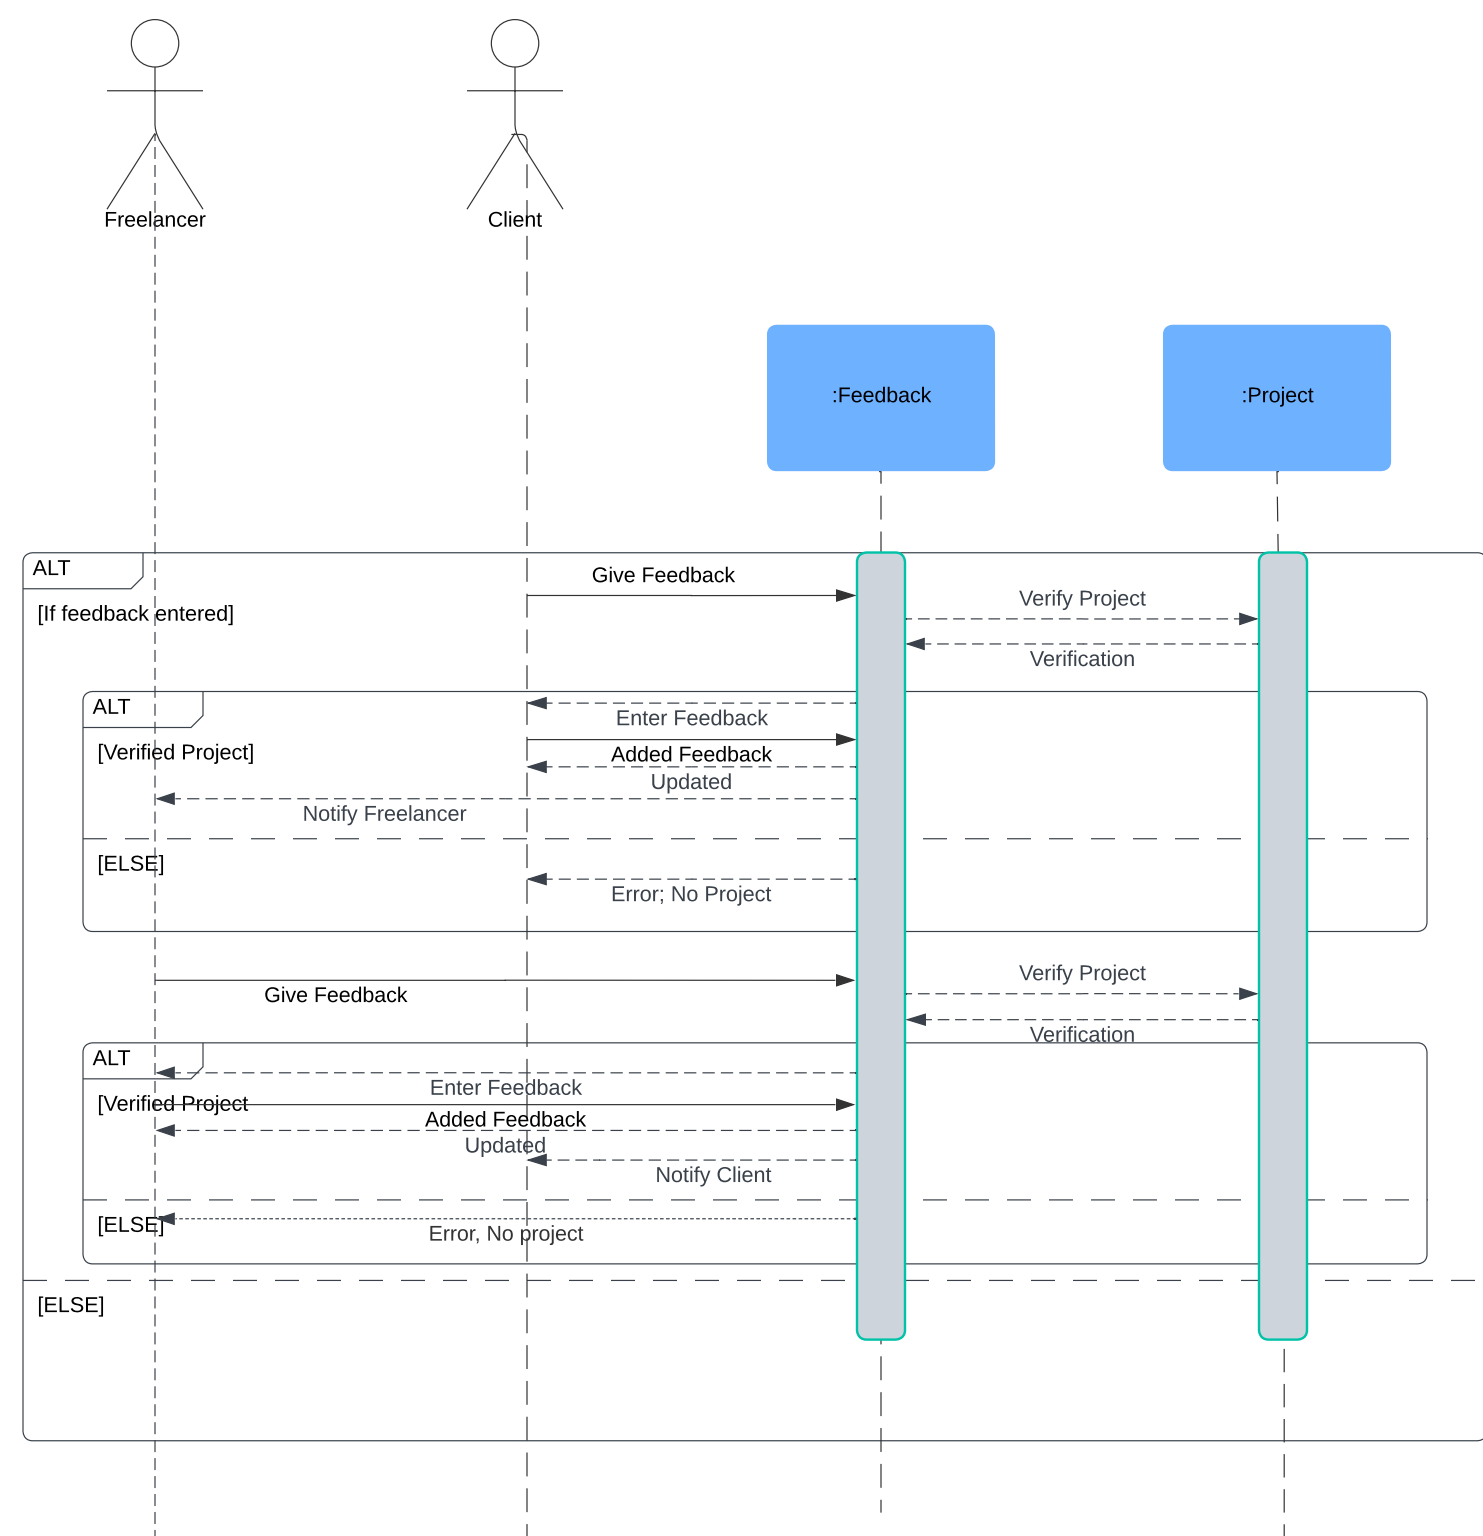 Freelancer
Client
:Feedback
:Project
ALT
Give Feedback
[If feedback entered]
Verify Project
Verification
ALT
Enter Feedback
[Verified Project]
Added Feedback
Updated
Notify Freelancer
[ELSE]
Error; No Project
Verify Project
Give Feedback
Verification
ALT
Enter Feedback
[Verified Project
Added Feedback
Updated
Notify Client
[ELSE]
Error, No project
[ELSE]